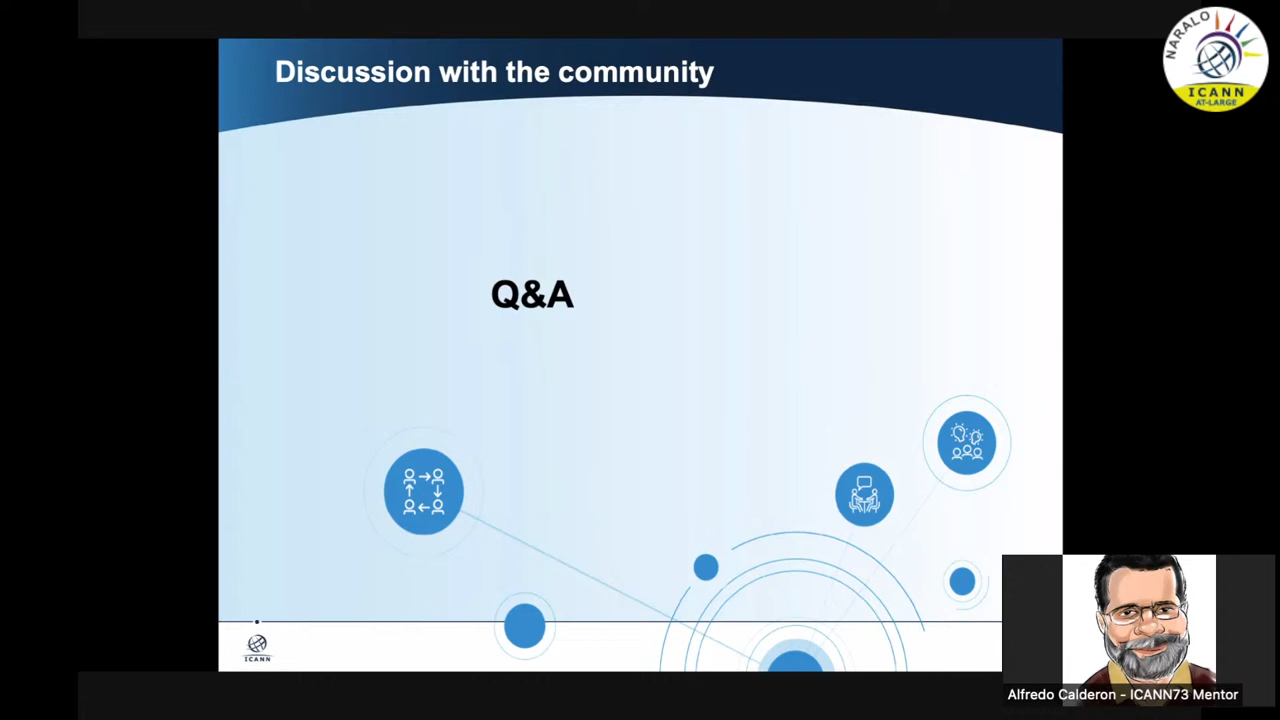 Discussion with the community
NARALO
ICANN
AT-LARGE
Q&A
ICANN
Alfredo Calderon - ICANN73 Mentor